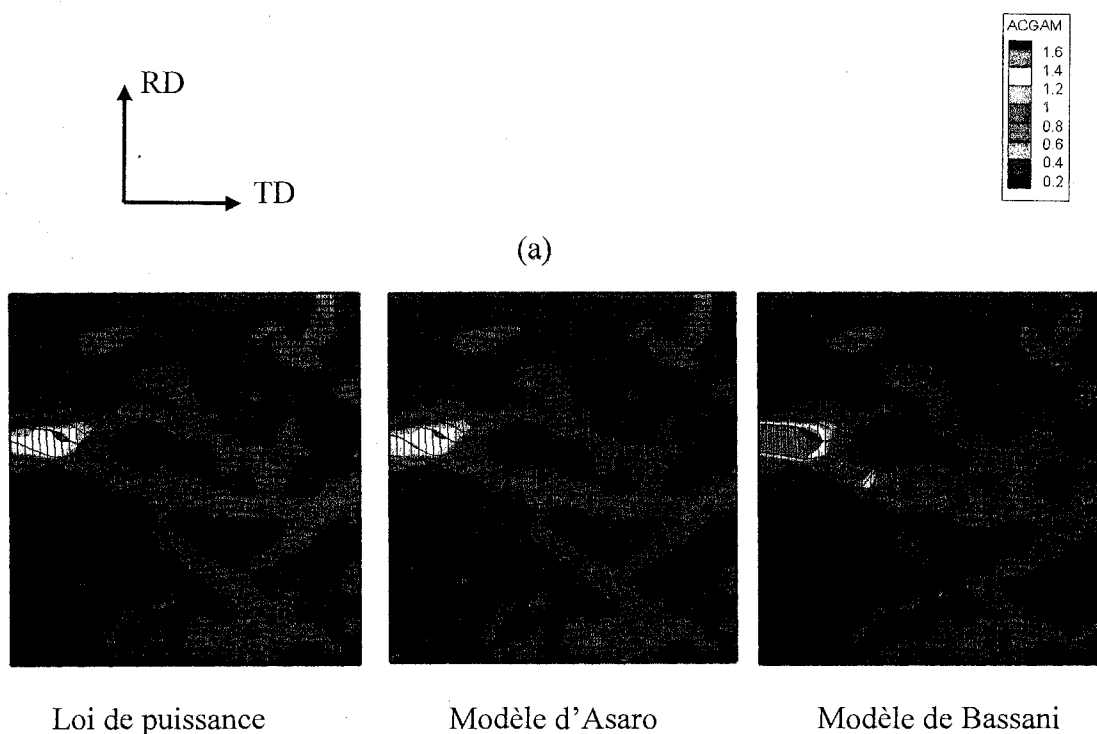 ACGAM
1.6
1.4
1.2
1
0.8
0.6
0.4
0.2
RD
TD
(a)
Loi de puissance
Modèle d'Asaro
Modèle de Bassani